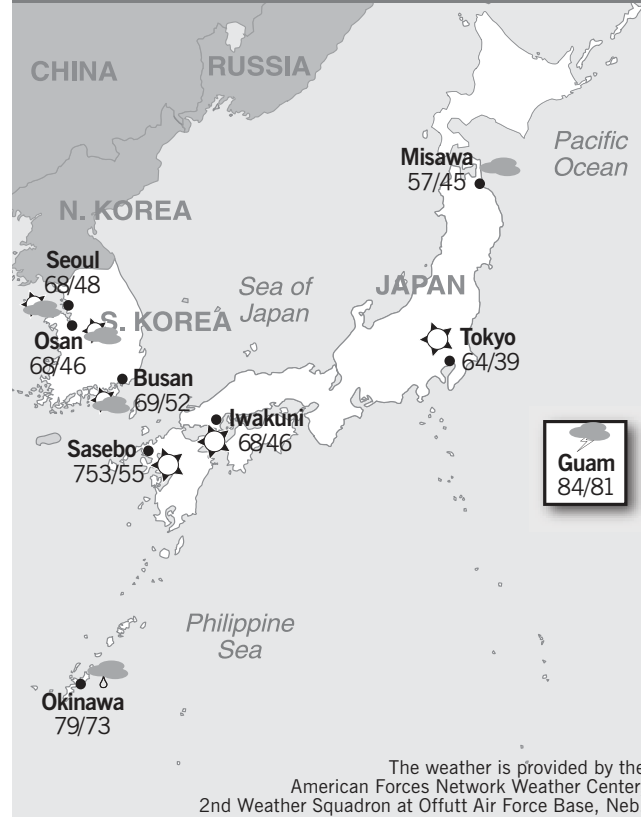 CHINA
RUSSIA
Pacific
Ocean
Misawa
57/45
N. KOREA
Seoul
68/48
Sea of
Japan
JAPAN
S. KOREA
Osan
68/46
Tokyo
64/39
Busan
69/52
Iwakuni
68/46
Sasebo
753/55
Guam
84/81
Philippine
Sea
Okinawa
79/73
The weather is provided by the
American Forces Network Weather Center
2nd Weather Squadron at Offutt Air Force Base, Neb